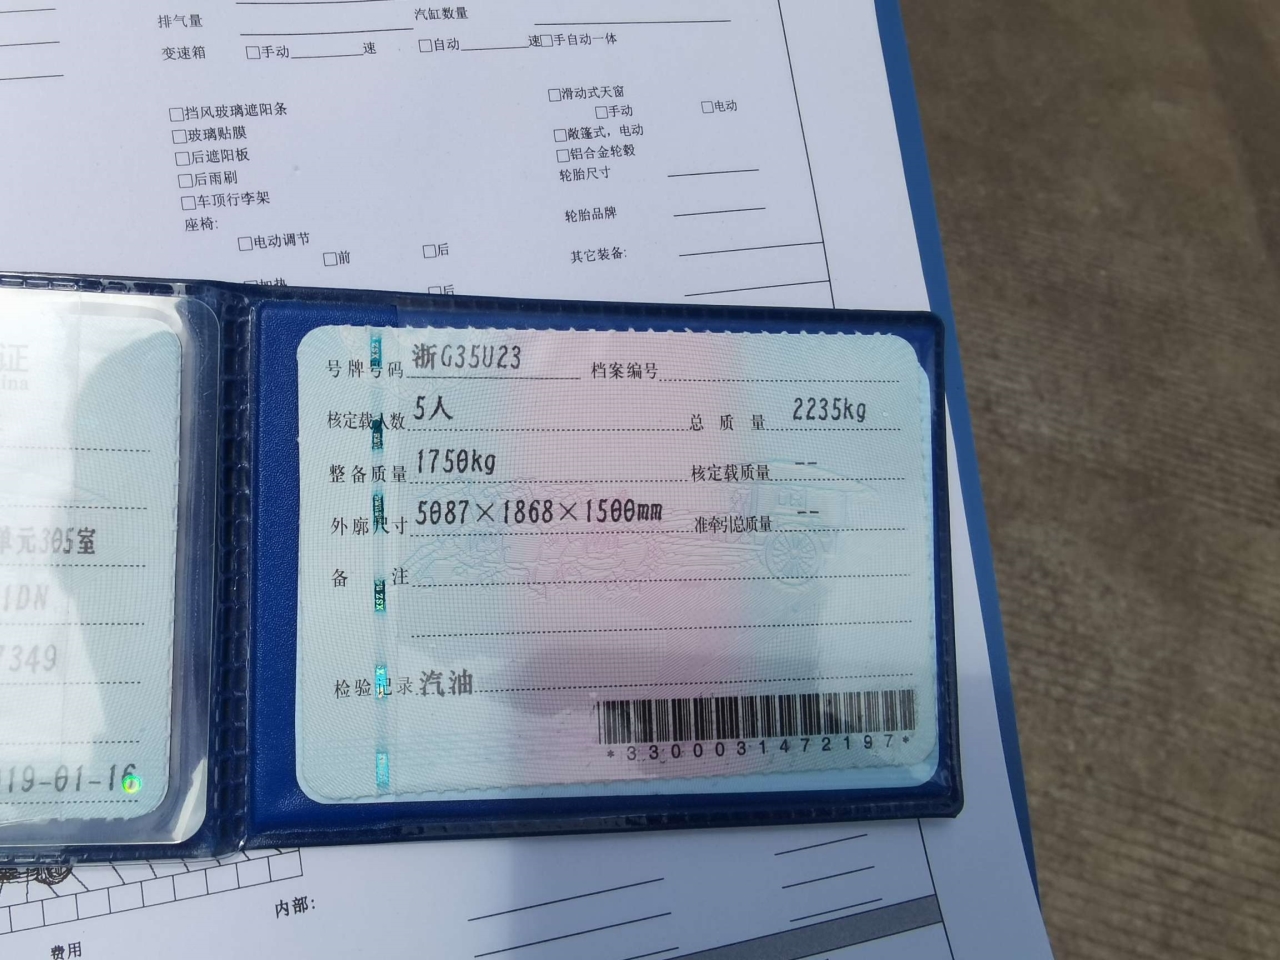 排气量 汽缸数量
变速箱 □手动 速 □自动 速□手自动一体
□挡风玻璃遮阳条 □滑动式天窗
□手动 □电动
□玻璃贴膜 □敞篷式，电动
□后遮阳板 □铝合金轮毂
□后雨刷 轮胎尺寸
□车顶行李架
座椅: 轮胎品牌
□电动调节
□前 □后 其它装备:
□加热 □后
证
ina
单元305室
1DN
7349
19-01-16
号牌号码 浙G35U23 档案编号
核定载人数 5人 总质量 2235kg
整备质量 1750kg 核定载质量 --
外廓尺寸 5087×1868×1500mm 准牵引总质量 --
备注
检验记录 汽油
*3300031472197*
内部:
费用